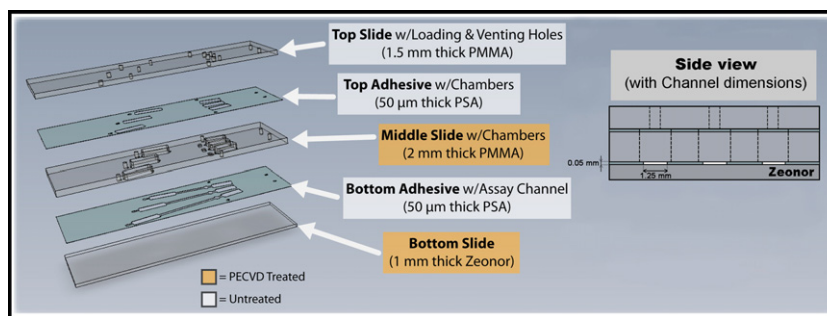 Top Slide w/Loading & Venting Holes
(1.5 mm thick PMMA)
Top Adhesive w/Chambers
(50 µm thick PSA)
Middle Slide w/Chambers
(2 mm thick PMMA)
Bottom Adhesive w/Assay Channel
(50 µm thick PSA)
Bottom Slide
(1 mm thick Zeonor)
= PECVD Treated
= Untreated
Side view
(with Channel dimensions)
0.05 mm
1.25 mm
Zeonor